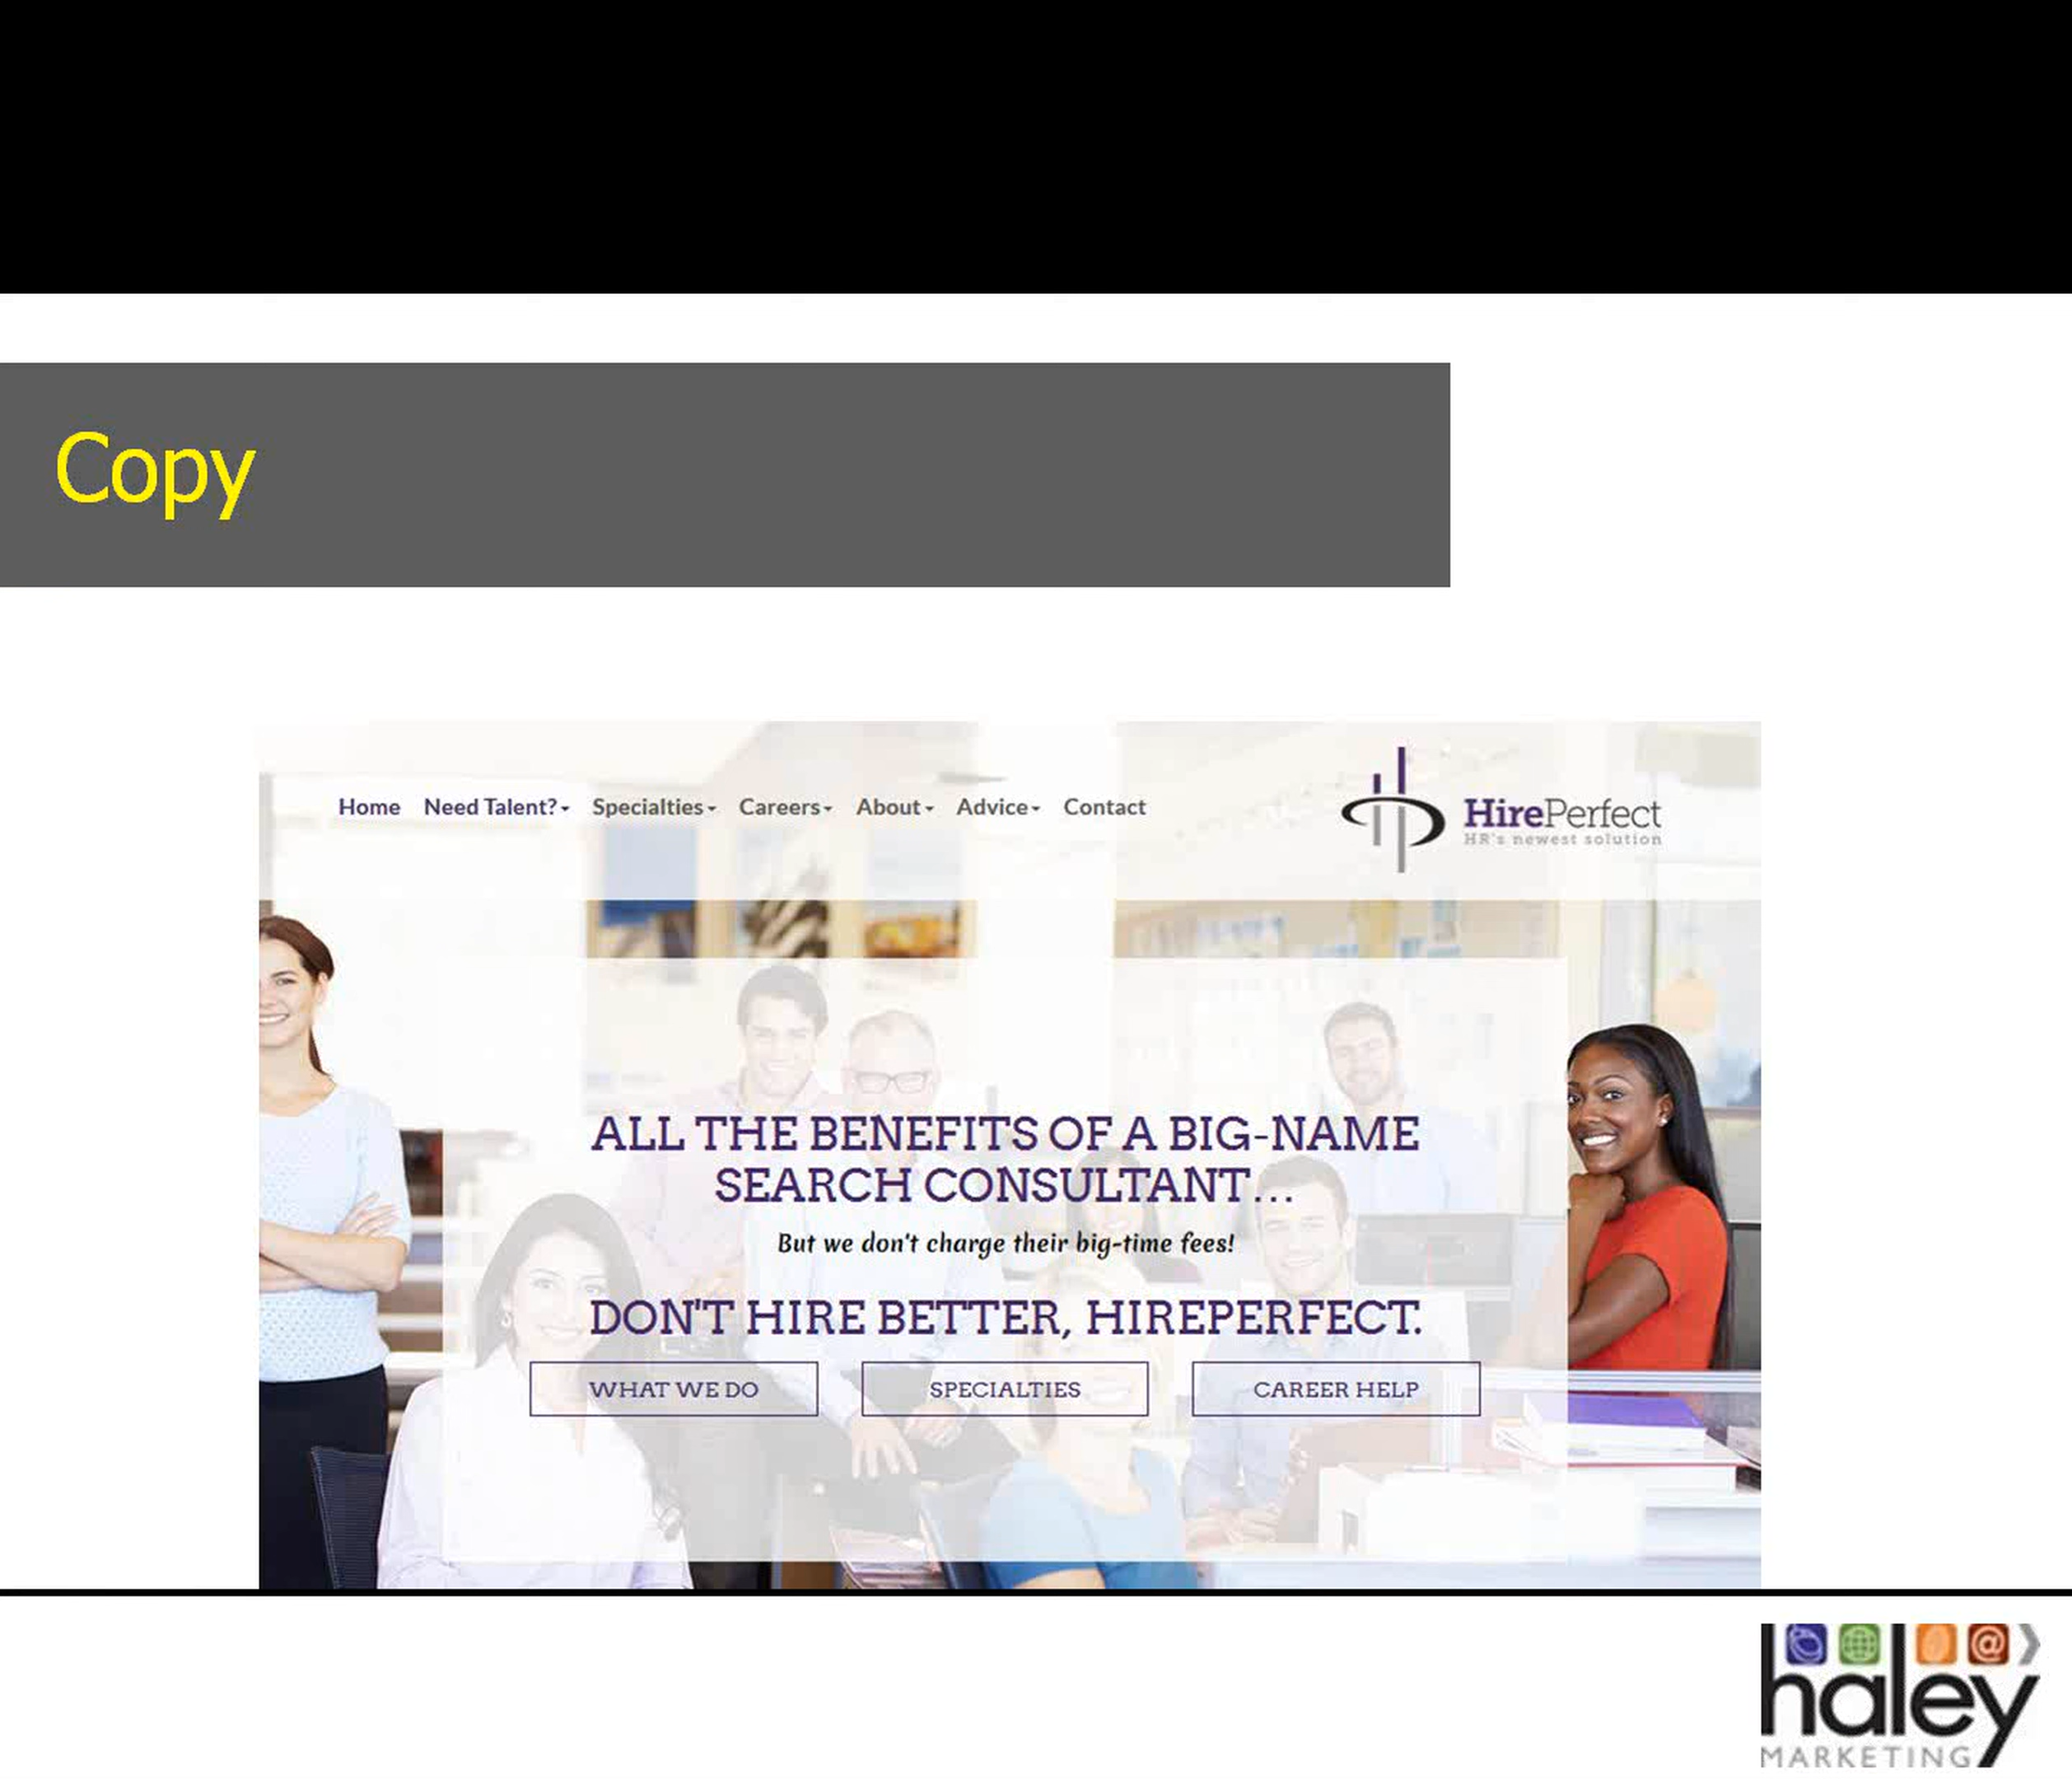 Copy
Home Need Talent? Specialties Careers About Advice Contact
HirePerfect
HR's newest solution
ALL THE BENEFITS OF A BIG-NAME
SEARCH CONSULTANT...
But we don't charge their big-time fees!
DON'T HIRE BETTER, HIREPERFECT.
WHAT WE DO
SPECIALTIES
CAREER HELP
haley
MARKETING